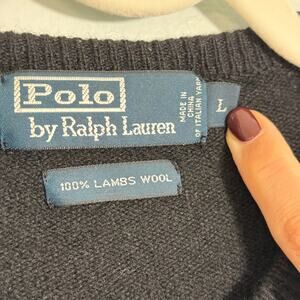 Polo
by Ralph Lauren
MADE IN
CHINA
OF ITALIAN YARN
L
100% LAMBS WOOL